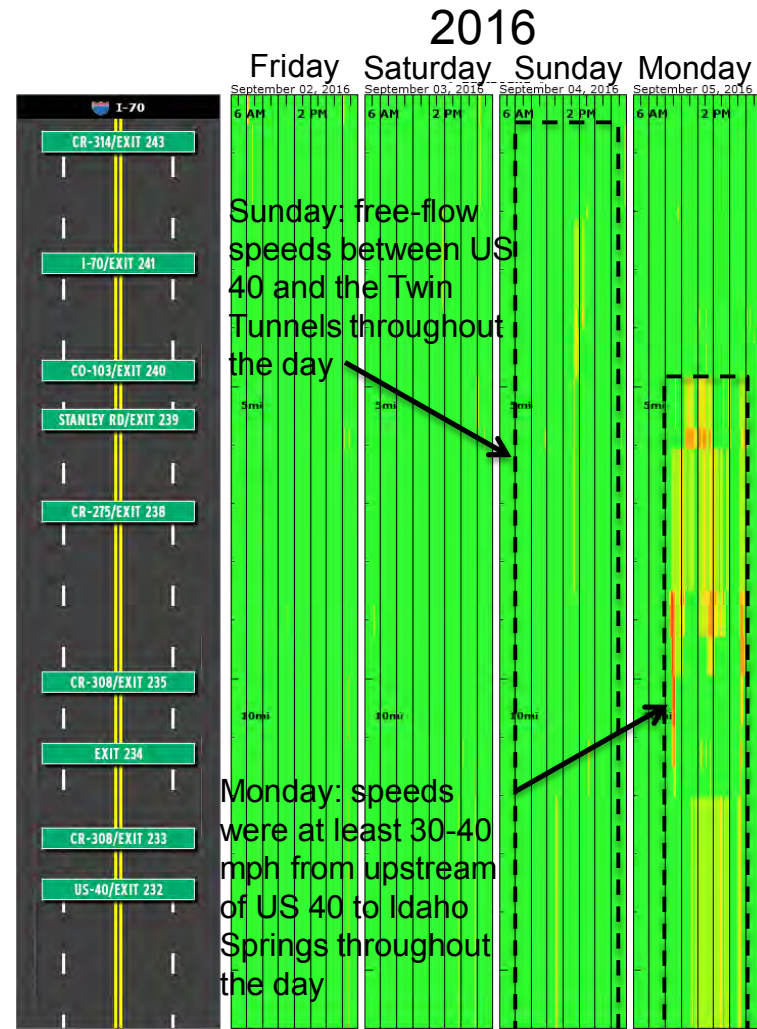 2016
Friday Saturday Sunday Monday
September 02, 2016 September 03, 2016 September 04, 2016 September 05, 2016
I-70
6 AM 2 PM 6 AM 2 PM 6 AM 2 PM 6 AM 2 PM
CR-314/EXIT 243
Sunday: free-flow
speeds between US
40 and the Twin
Tunnels throughout
the day
I-70/EXIT 241
CO-103/EXIT 240
5mi 5mi 5mi 5mi
STANLEY RD/EXIT 239
CR-275/EXIT 238
CR-308/EXIT 235
10mi 10mi 10mi
EXIT 234
Monday: speeds
were at least 30-40
mph from upstream
of US 40 to Idaho
Springs throughout
the day
CR-308/EXIT 233
US-40/EXIT 232